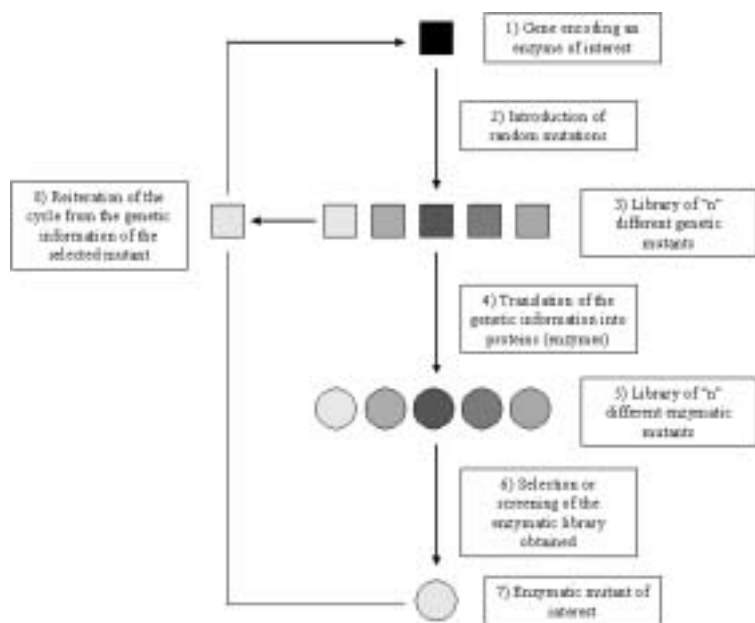 1) Gene encoding an
enzyme of interest
2) Introduction of
random mutations
8) Reiteration of the
cycle from the genetic
information of the
selected mutant
3) Library of "n"
different genetic
mutants
4) Translation of the
genetic information into
proteins (enzymes)
5) Library of "n"
different enzymatic
mutants
6) Selection or
screening of the
enzymatic library
obtained
7) Enzymatic mutant of
interest